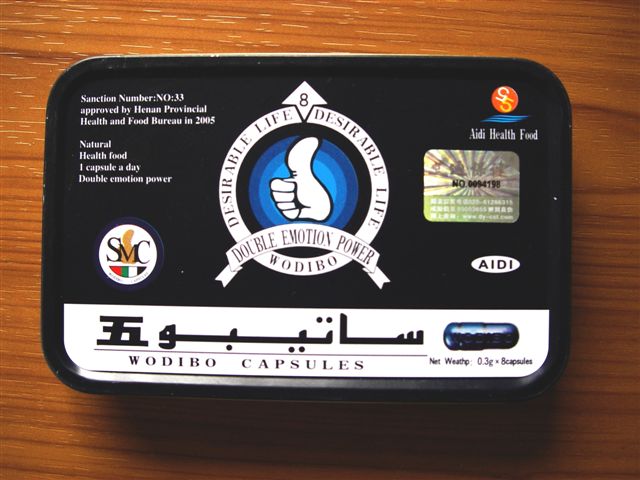 Sanction Number:NO:33
approved by Henan Provincial
Health and Food Bureau in 2005
Natural
Health food
1 capsule a day
Double emotion power
8
DESIRABLE LIFE DESIRABLE LIFE
DOUBLE EMOTION POWER
WODIBO
Aidi Health Food
NO.0094198
SMC
AIDI
ساتيبو五
WODIBO CAPSULES
WODIBO
Net Weathp: 0.3g×8capsules